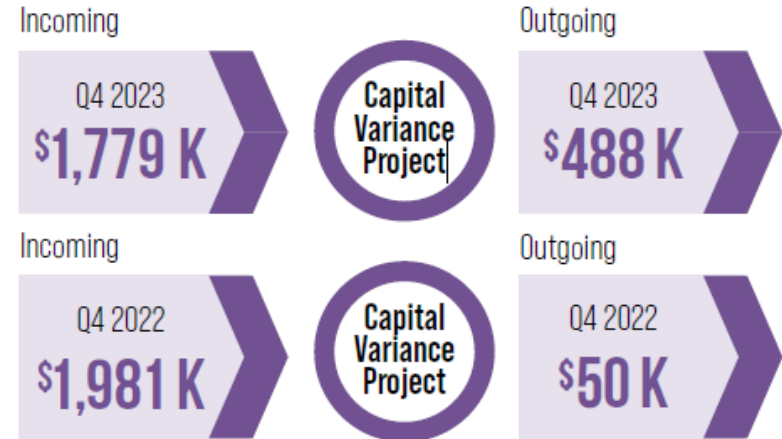 Incoming
Q4 2023
$1,779 K
Capital
Variance
Project
Outgoing
Q4 2023
$488 K
Incoming
Q4 2022
$1,981 K
Capital
Variance
Project
Outgoing
Q4 2022
$50 K